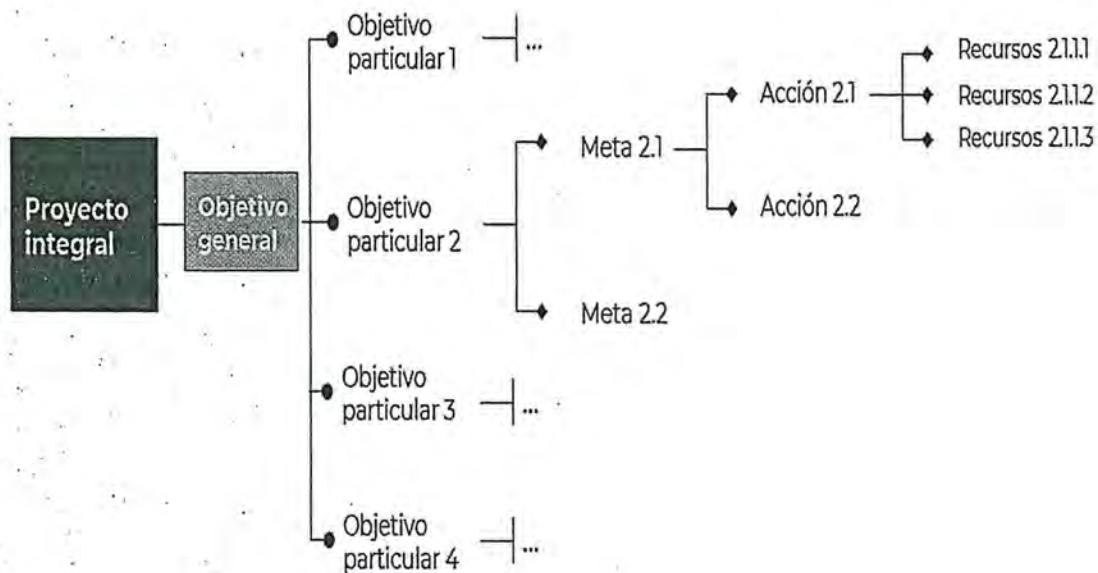 Proyecto
integral
Objetivo
general
Objetivo
particular 1
...
Objetivo
particular 2
Meta 2.1
Acción 2.1
Recursos 2.1.1.1
Recursos 2.1.1.2
Recursos 2.1.1.3
Acción 2.2
Meta 2.2
Objetivo
particular 3
...
Objetivo
particular 4
...